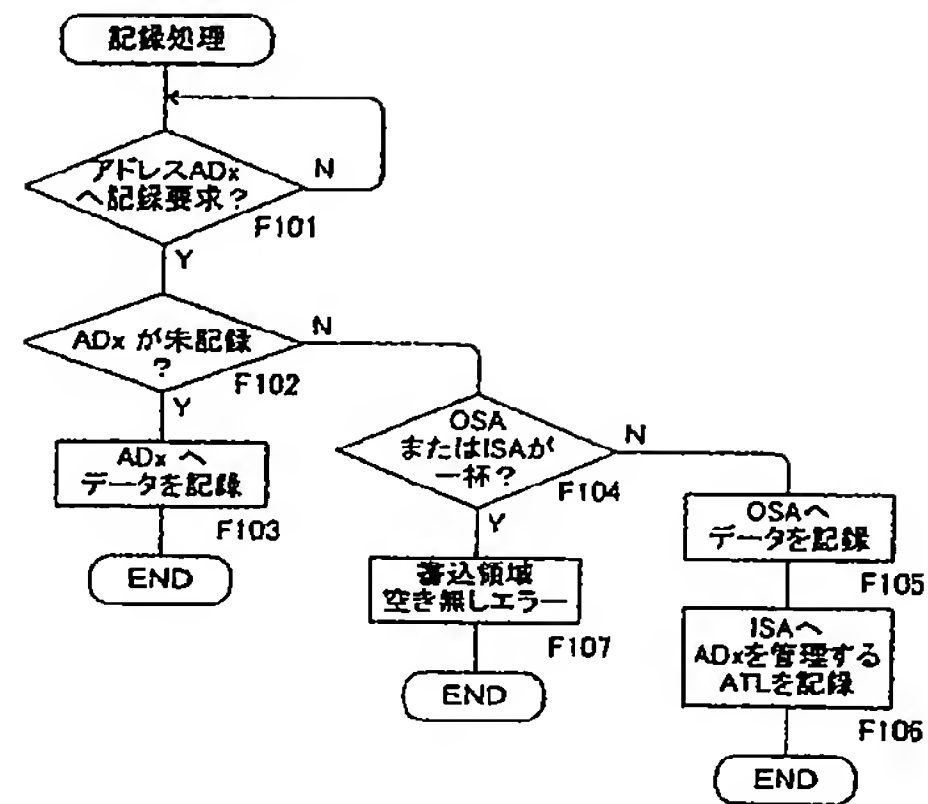 記録処理
アドレスADx
へ記録要求？
N
F101
Y
ADx が未記録
？
N
F102
Y
ADx へ
データを記録
F103
END
OSA
またはISAが
一杯？
N
F104
Y
書込領域
空き無しエラー
F107
END
OSAへ
データを記録
F105
ISAへ
ADxを管理する
ATLを記録
F106
END